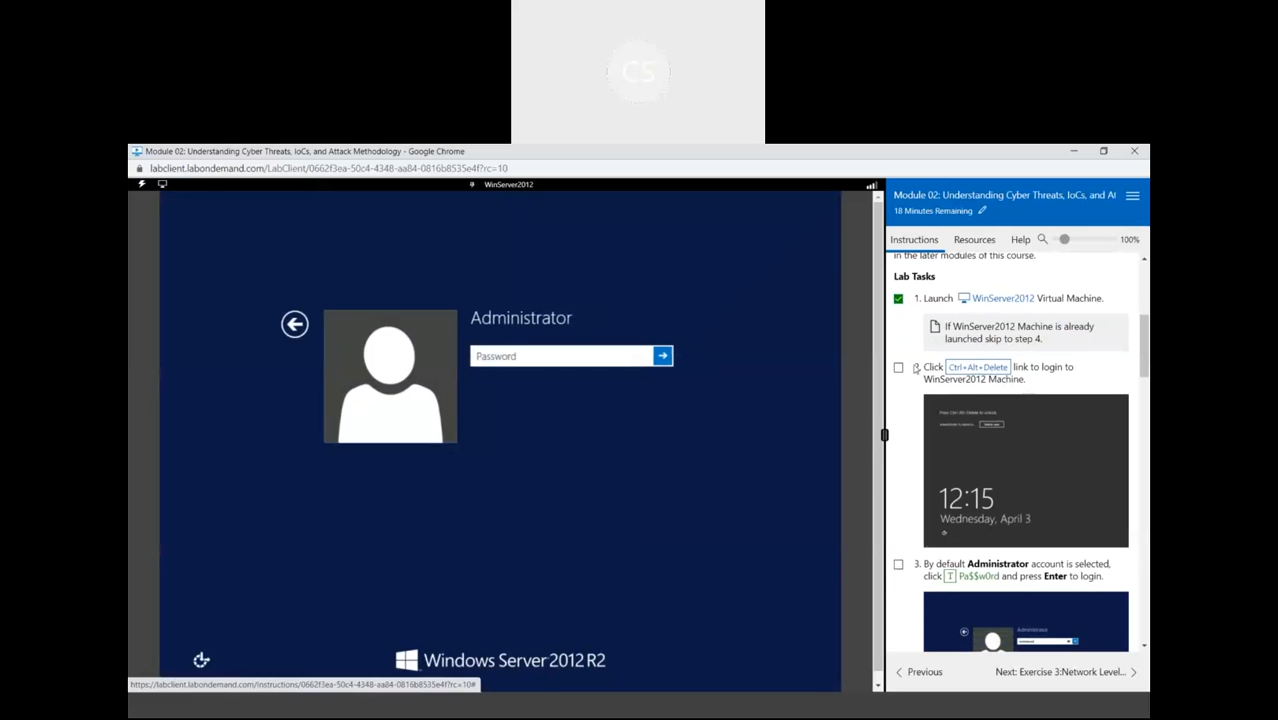 CS
Module 02: Understanding Cyber Threats, IoCs, and Attack Methodology - Google Chrome
labclient.labondemand.com/LabClient/0662f3ea-50c4-4348-aa84-0816b8535e4f?rc=10
WinServer2012
Administrator
Password
Windows Server 2012 R2
https://labclient.labondemand.com/Instructions/0662f3ea-50c4-4348-aa84-0816b8535e4f?rc=10#
Module 02: Understanding Cyber Threats, IoCs, and At
18 Minutes Remaining
Instructions Resources Help 100%
in the later modules of this course.
Lab Tasks
1. Launch WinServer2012 Virtual Machine.
If WinServer2012 Machine is already
launched skip to step 4.
Click Ctrl+Alt+Delete link to login to
WinServer2012 Machine.
12:15
Wednesday, April 3
3. By default Administrator account is selected,
click T Pa$$w0rd and press Enter to login.
Administrator
Previous Next: Exercise 3:Network Level...